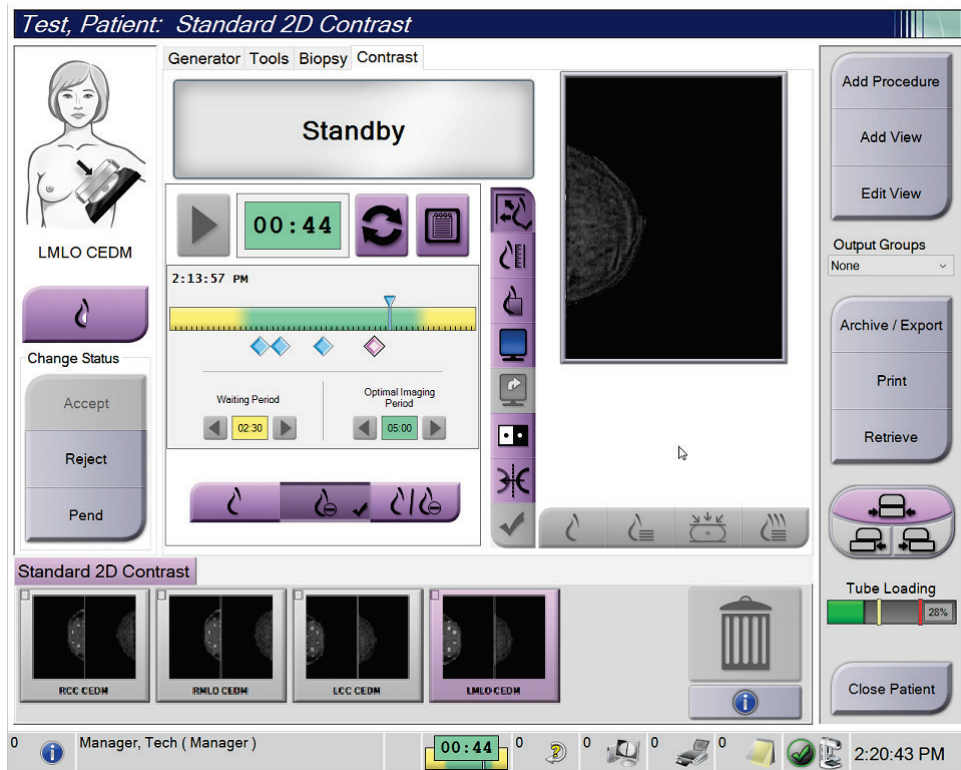 Test, Patient: Standard 2D Contrast
Generator Tools Biopsy Contrast
Standby
LMLO CEDM
00:44
2:13:57 PM
Change Status
Accept
Reject
Pend
Waiting Period
Optimal Imaging
Period
02:30
05:00
Add Procedure
Add View
Edit View
Output Groups
None
Archive / Export
Print
Retrieve
Tube Loading
28%
Close Patient
Standard 2D Contrast
RCC CEDM
RMLO CEDM
LCC CEDM
LMLO CEDM
0 Manager, Tech ( Manager ) 00:44 0 0 0 0 2:20:43 PM